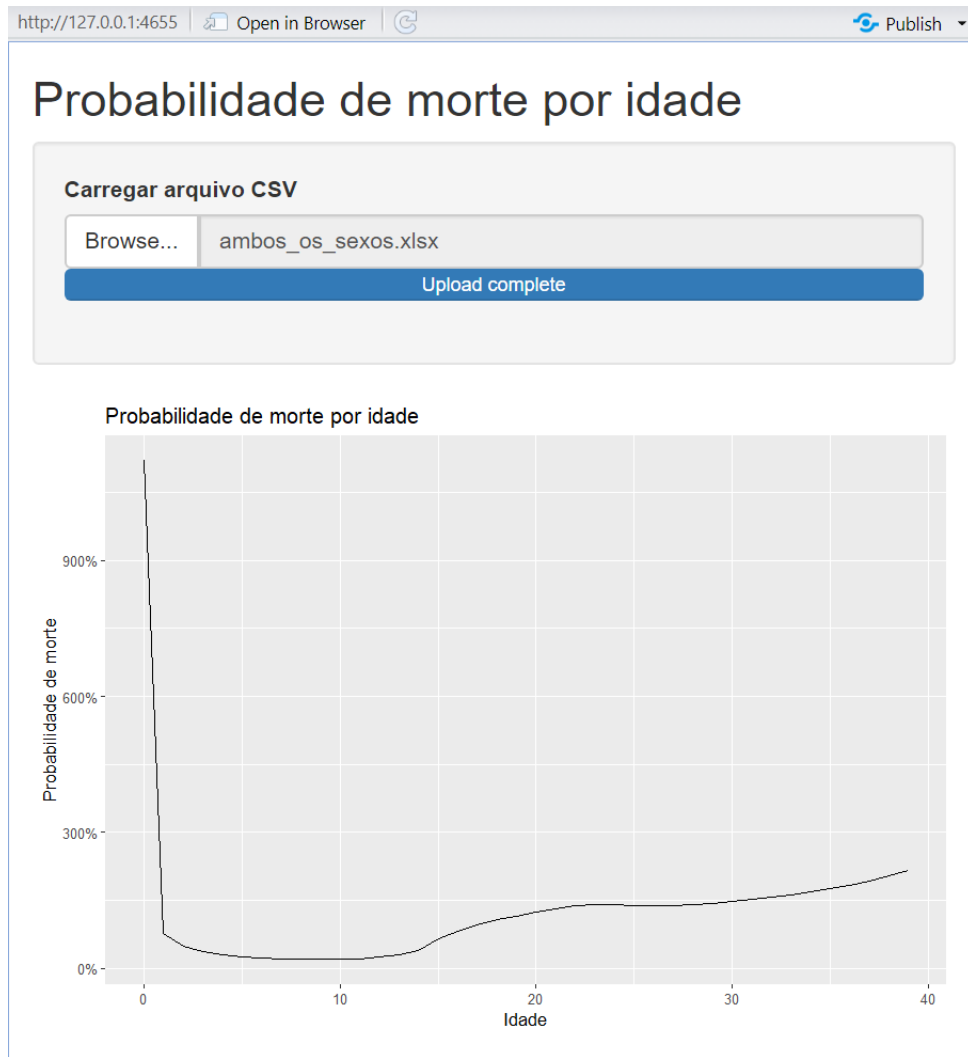 http://127.0.0.1:4655 Open in Browser Publish
Probabilidade de morte por idade
Carregar arquivo CSV
Browse... ambos_os_sexos.xlsx
Upload complete
Probabilidade de morte por idade
Probabilidade de morte
900%
600%
300%
0%
0 10 20 30 40
Idade